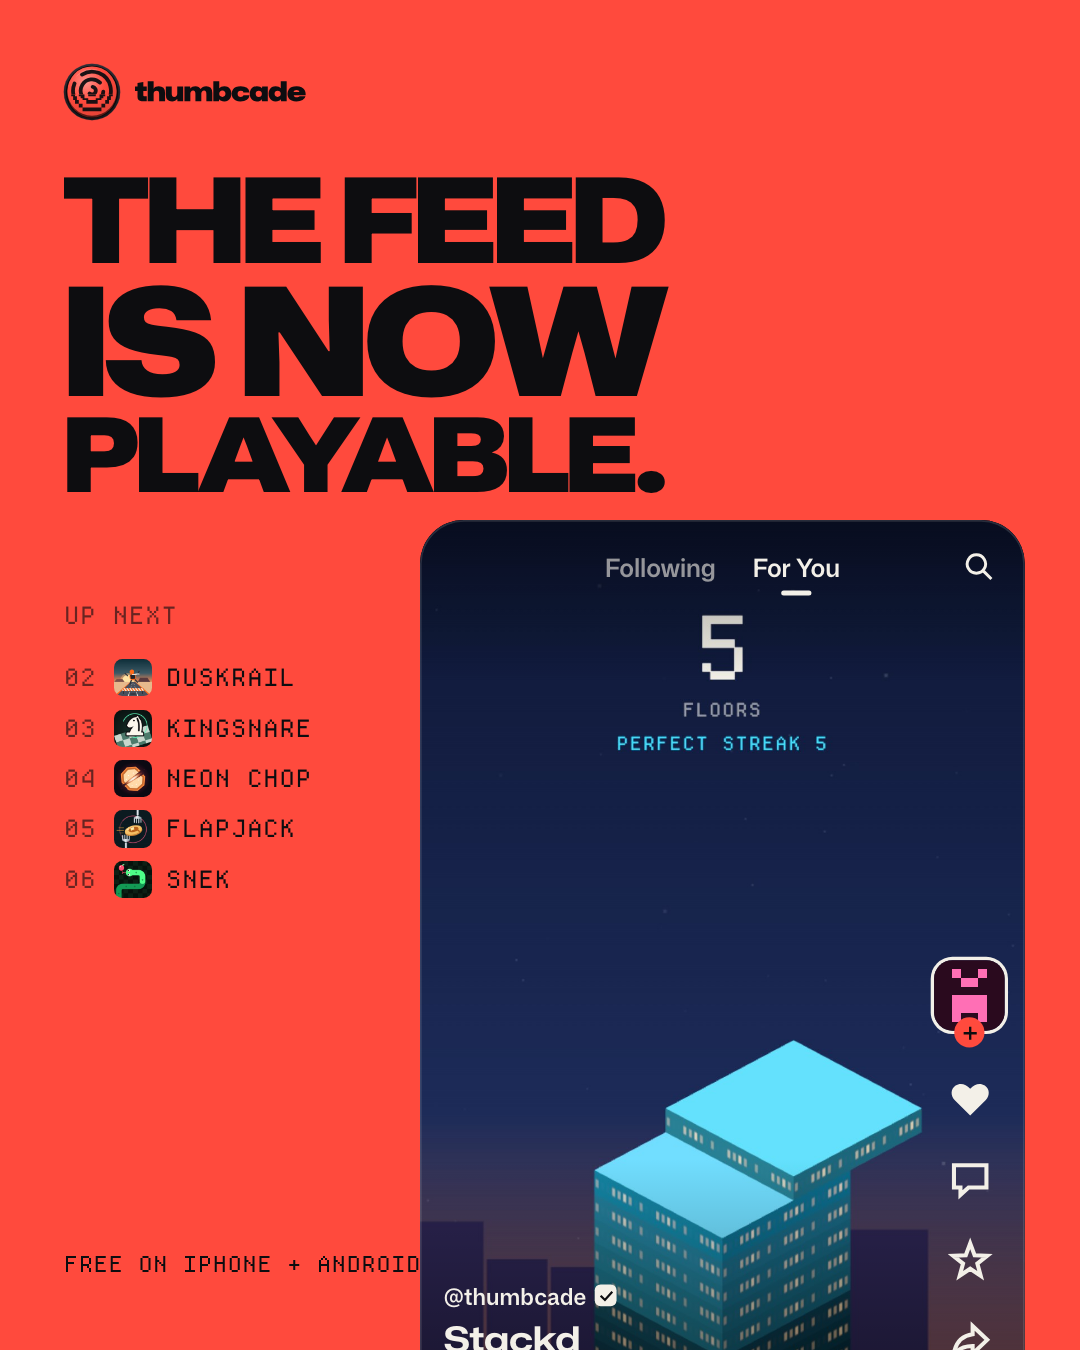 thumbcade
THE FEED
IS NOW
PLAYABLE.
UP NEXT
02 DUSKRAIL
03 KINGSNARE
04 NEON CHOP
05 FLAPJACK
06 SNEK
FREE ON IPHONE + ANDROID
Following For You
5
FLOORS
PERFECT STREAK 5
@thumbcade
Stackd